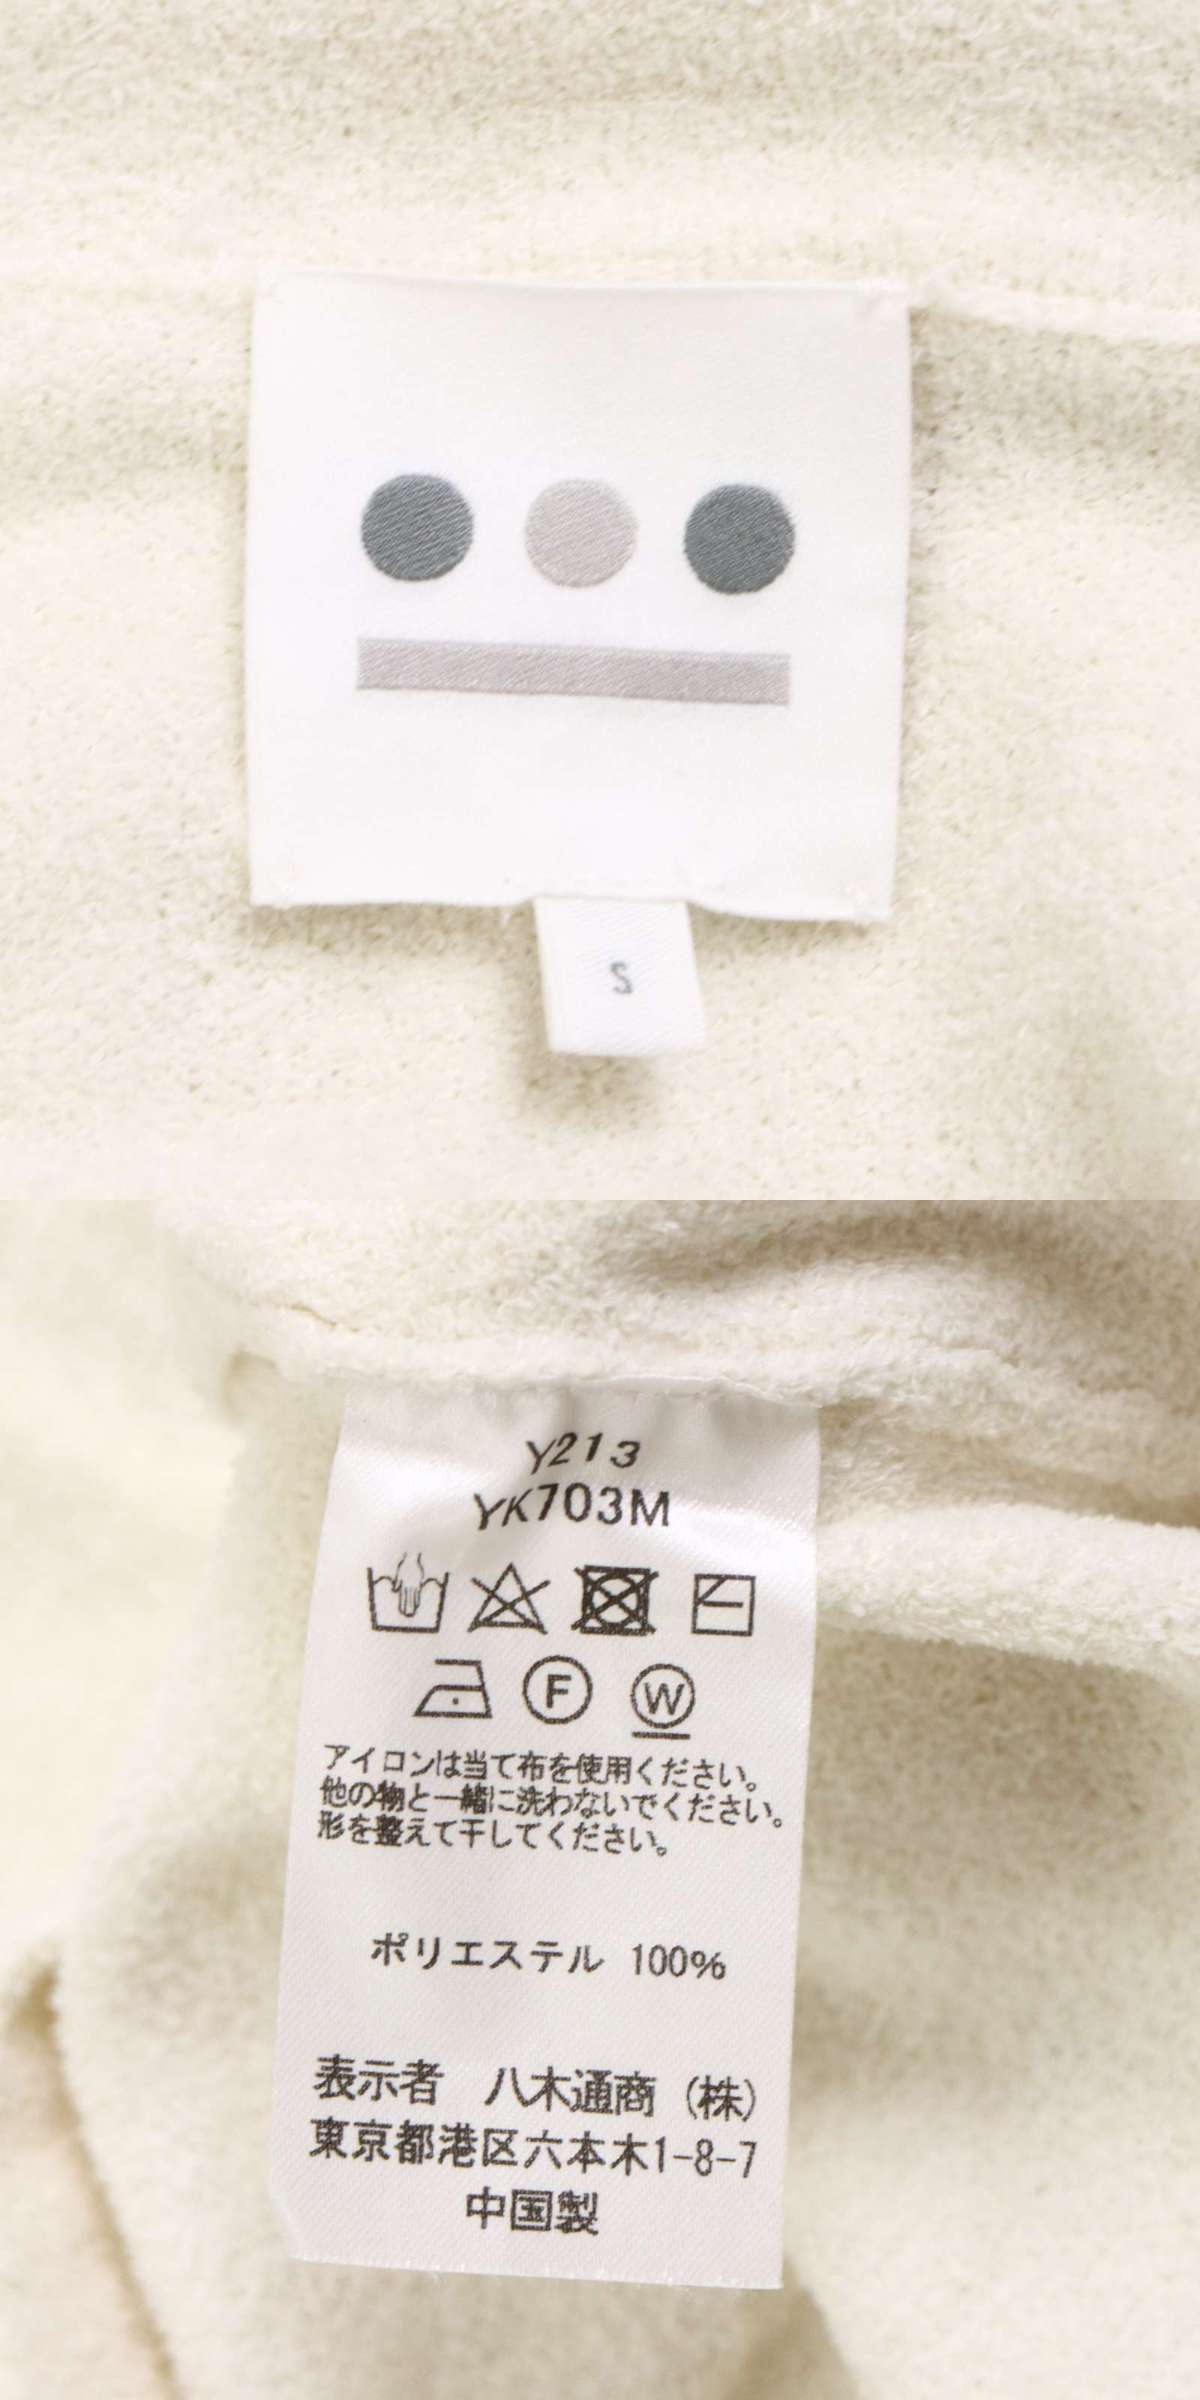 S
Y213
YK703M
F W
アイロンは当て布を使用ください。
他の物と一緒に洗わないでください。
形を整えて干してください。
ポリエステル 100%
表示者 八木通商 (株)
東京都港区六本木1-8-7
中国製